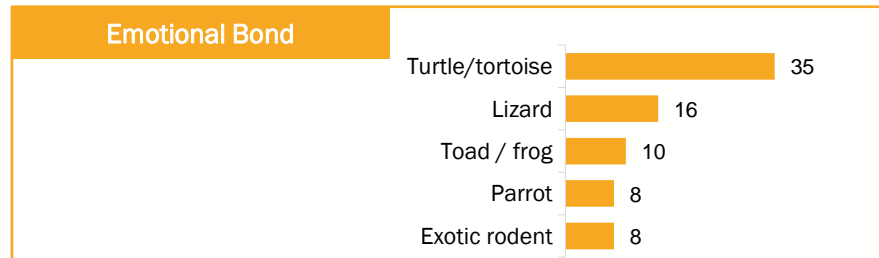 Emotional Bond
Turtle/tortoise 35
Lizard 16
Toad / frog 10
Parrot 8
Exotic rodent 8